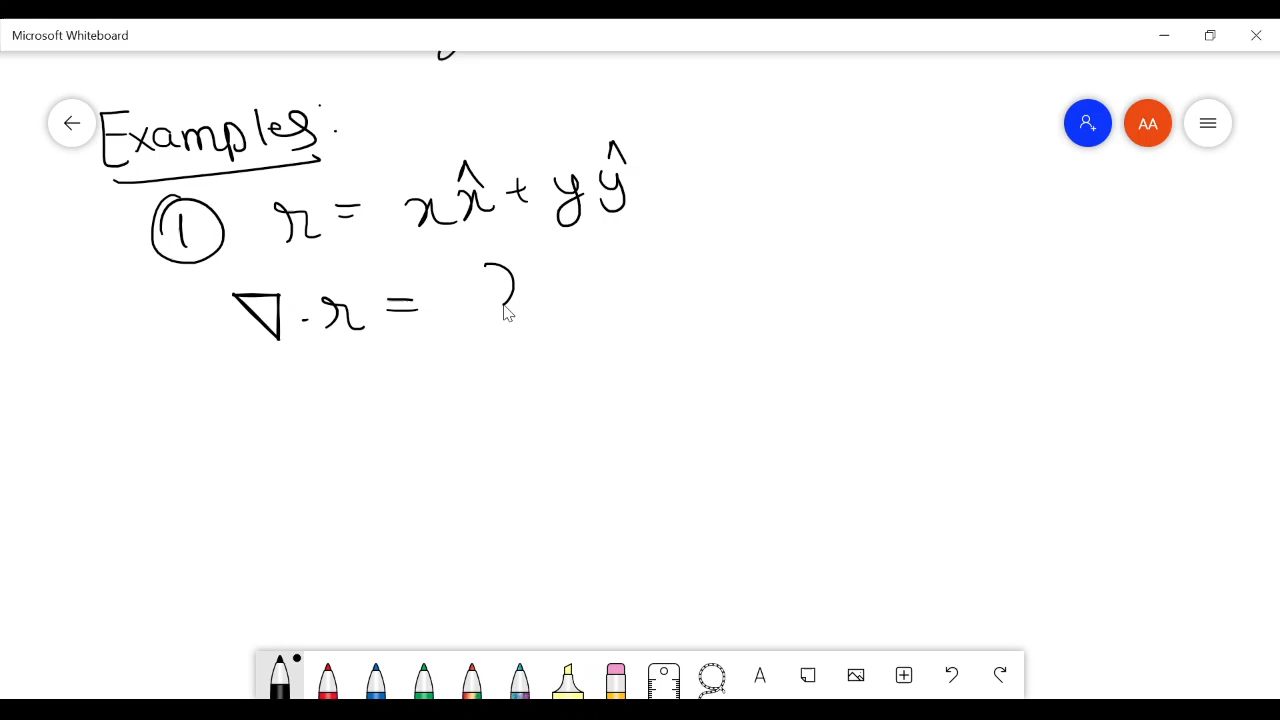 Microsoft Whiteboard
Examples:
① r = x x̂ + y ŷ
∇ · r = ?
AA
A